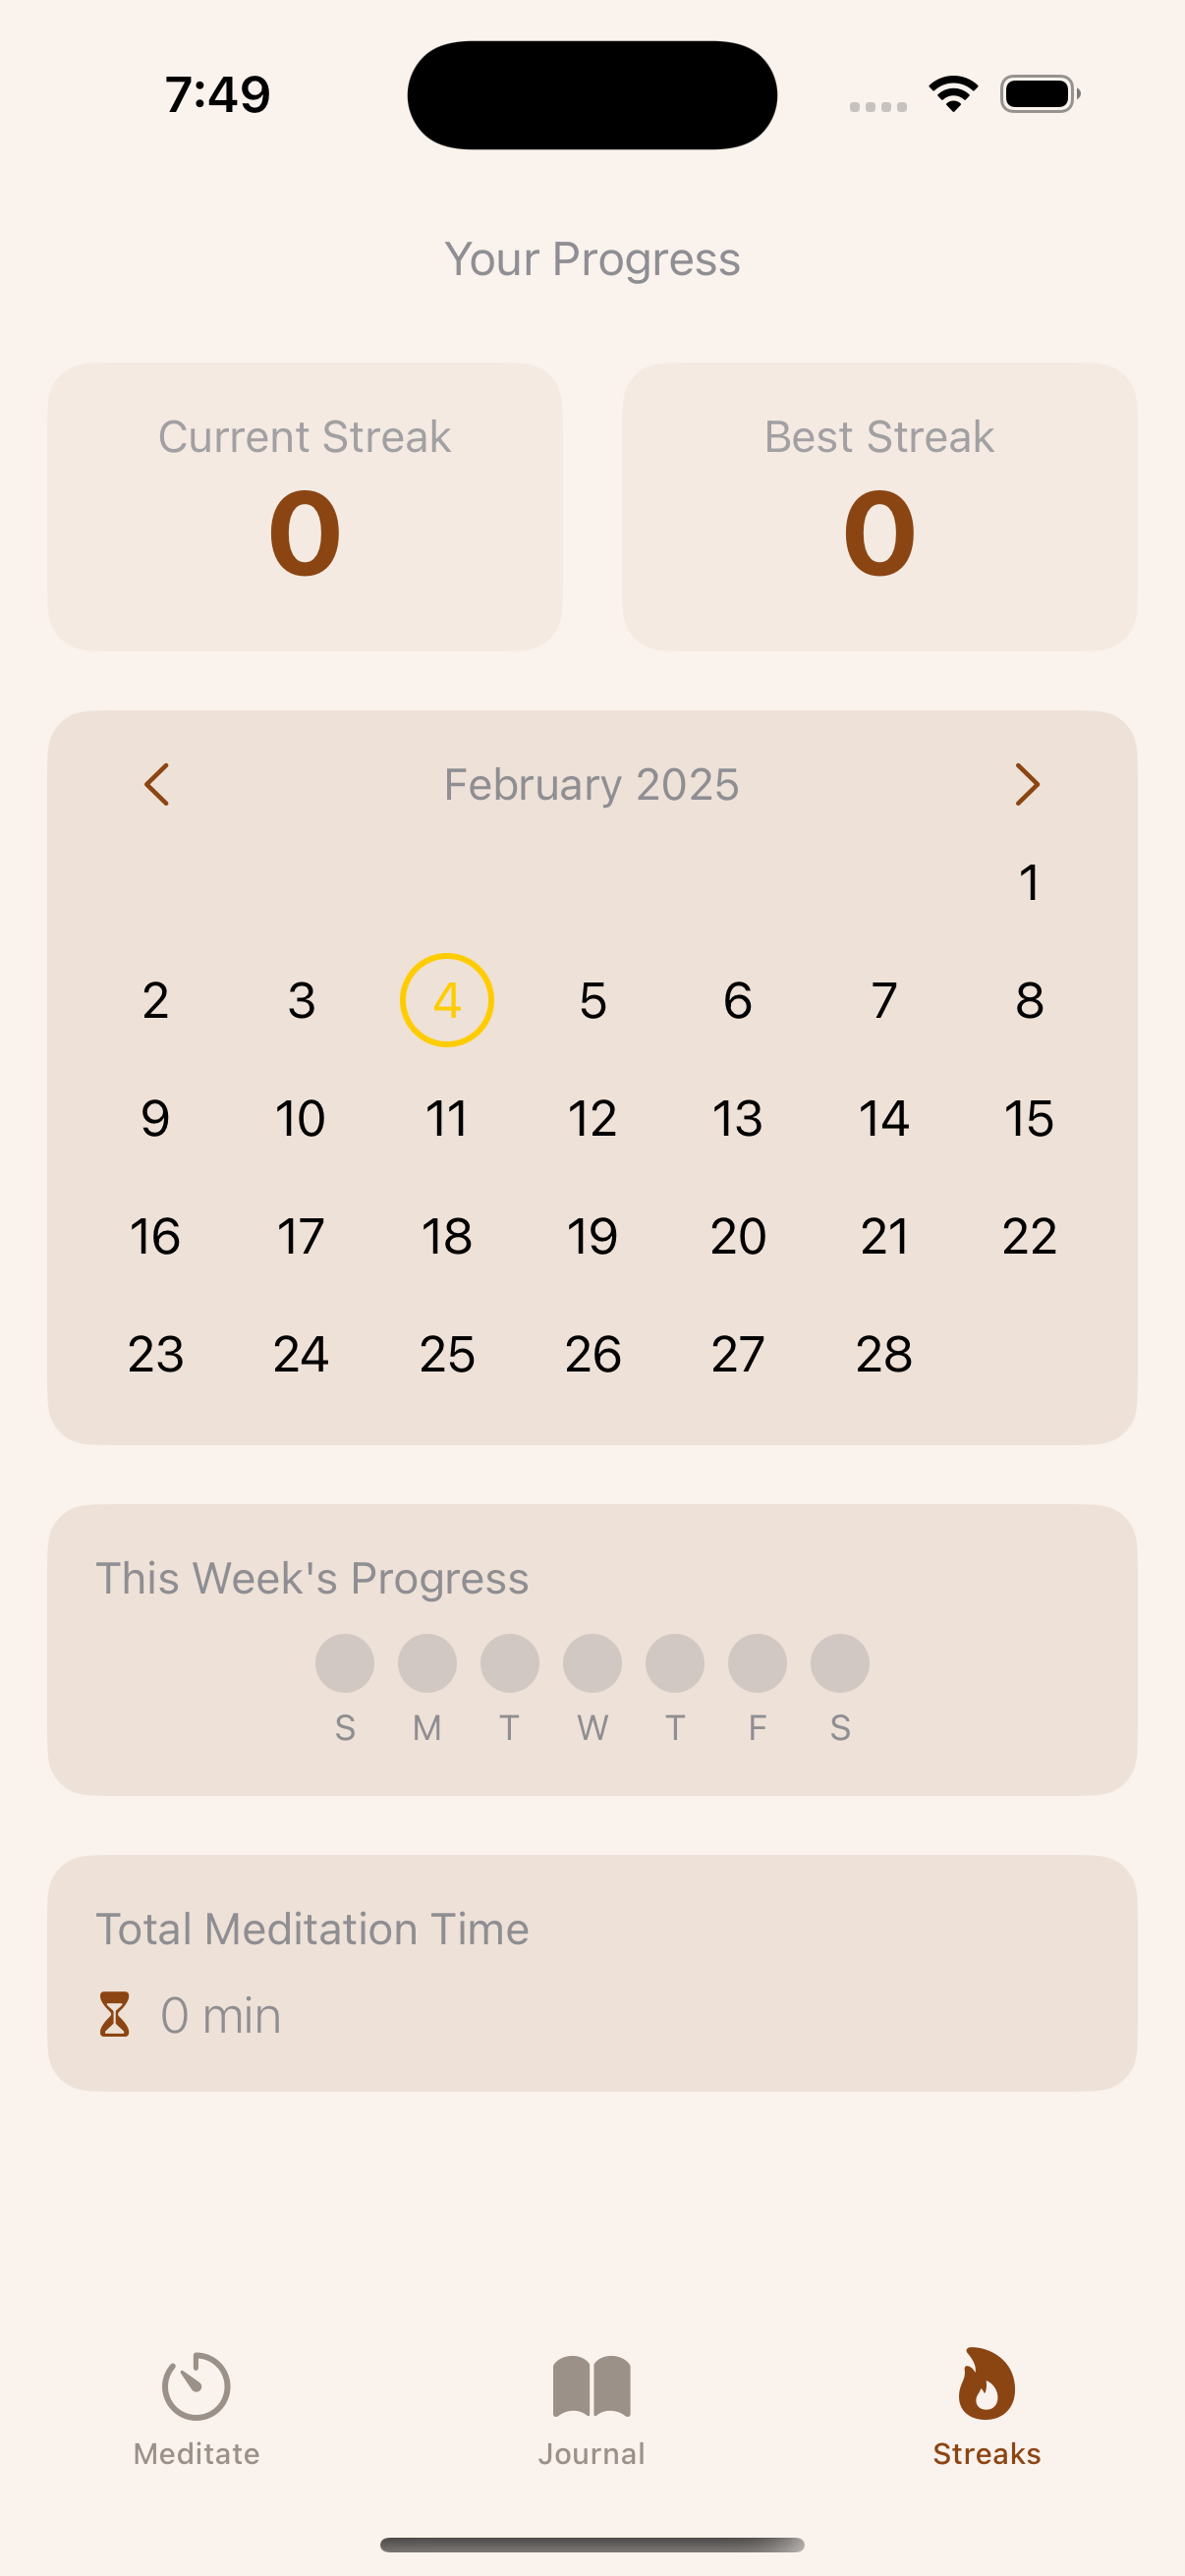 7:49
Your Progress
Current Streak Best Streak
0 0
February 2025
1
2 3 4 5 6 7 8
9 10 11 12 13 14 15
16 17 18 19 20 21 22
23 24 25 26 27 28
This Week's Progress
S M T W T F S
Total Meditation Time
0 min
Meditate Journal Streaks